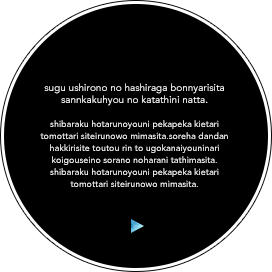 sugu ushirono no hashiraga bonnyarisita
sannkakuhyou no katathini natta.
shibaraku hotarunoyouni pekapeka kietari
tomottari siteirunowo mimasita.soreha dandan
hakkirisite toutou rin to ugokanaiyouninari
koigouseino sorano noharani tathimasita.
shibaraku hotarunoyouni pekapeka kietari
tomottari siteirunowo mimasita.